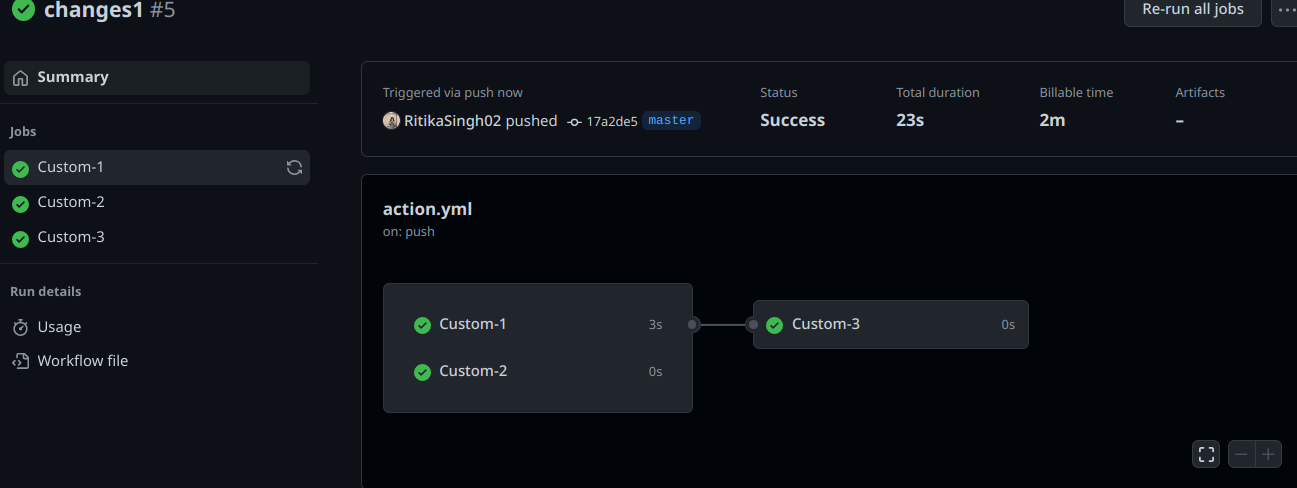 changes1 #5
Re-run all jobs
Summary
Jobs
Custom-1
Custom-2
Custom-3
Run details
Usage
Workflow file
Triggered via push now
RitikaSingh02 pushed 17a2de5 master
Status
Success
Total duration
23s
Billable time
2m
Artifacts
–
action.yml
on: push
Custom-1 3s
Custom-2 0s
Custom-3 0s